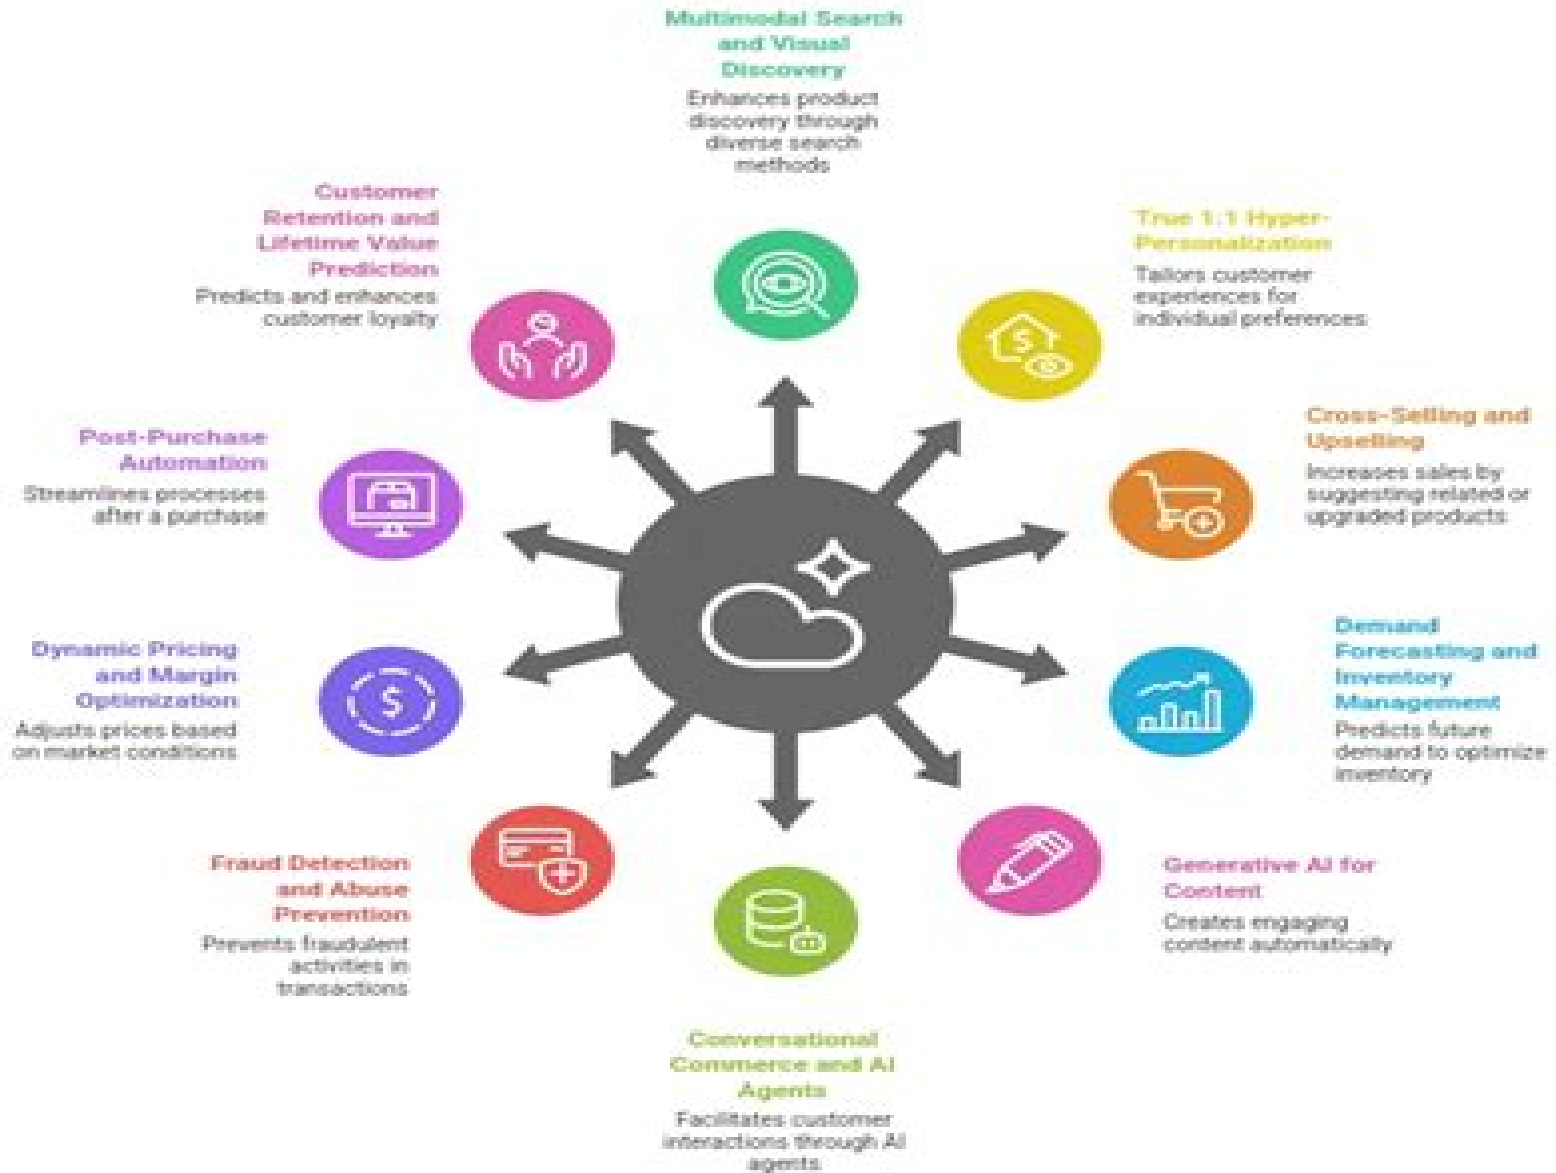 Multimodal Search
and Visual
Discovery
Enhances product
discovery through
diverse search
methods
True 1:1 Hyper-
Personalization
Tailors customer
experiences for
individual preferences
Cross-Selling and
Upselling
Increases sales by
suggesting related or
upgraded products
Demand
Forecasting and
Inventory
Management
Predicts future
demand to optimize
inventory
Generative AI for
Content
Creates engaging
content automatically
Conversational
Commerce and AI
Agents
Facilitates customer
interactions through AI
agents
Fraud Detection
and Abuse
Prevention
Prevents fraudulent
activities in
transactions
Dynamic Pricing
and Margin
Optimization
Adjusts prices based
on market conditions
Post-Purchase
Automation
Streamlines processes
after a purchase
Customer
Retention and
Lifetime Value
Prediction
Predicts and enhances
customer loyalty